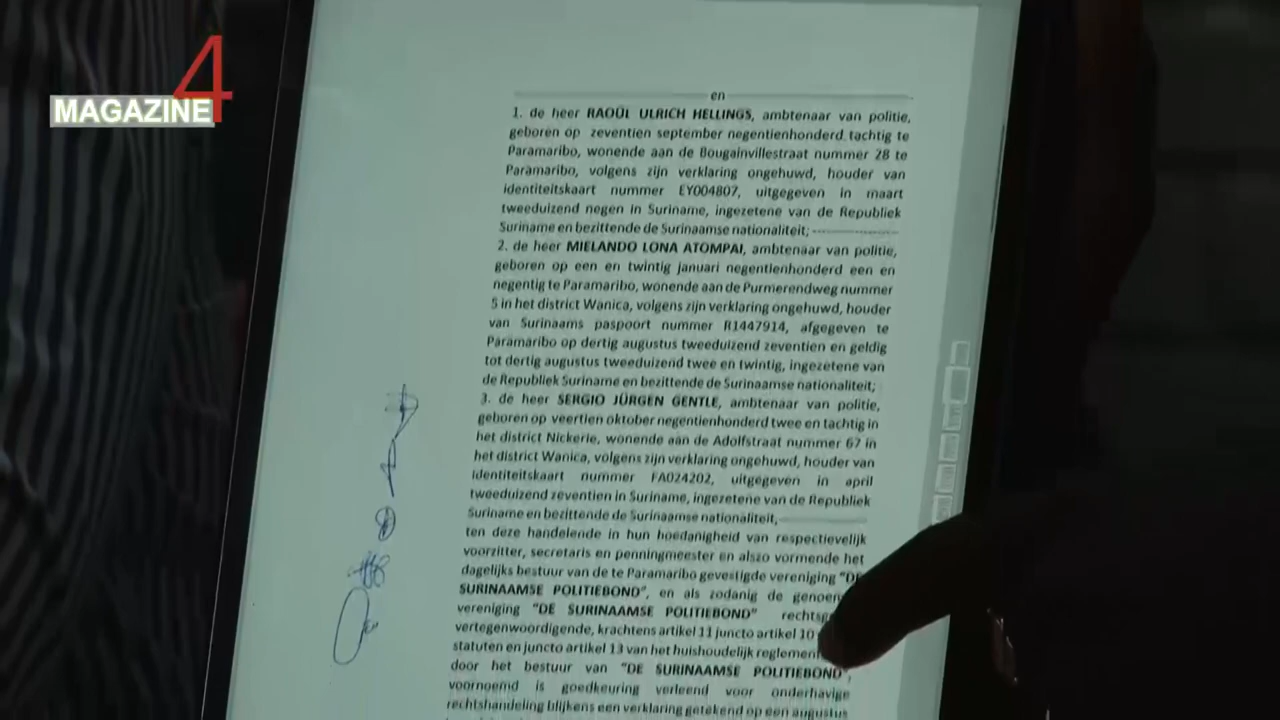 4
MAGAZINE
en
1. de heer RAOÜL ULRICH HELLINGS, ambtenaar van politie,
geboren op zeventien september negentienhonderd tachtig te
Paramaribo, wonende aan de Bougainvillestraat nummer 28 te
Paramaribo, volgens zijn verklaring ongehuwd, houder van
identiteitskaart nummer EY004807, uitgegeven in maart
tweeduizend negen in Suriname, ingezetene van de Republiek
Suriname en bezittende de Surinaamse nationaliteit;
2. de heer MIELANDO LONA ATOMPAI, ambtenaar van politie,
geboren op een en twintig januari negentienhonderd een en
negentig te Paramaribo, wonende aan de Purmerendweg nummer
5 in het district Wanica, volgens zijn verklaring ongehuwd, houder
van Surinaams paspoort nummer R1447914, afgegeven te
Paramaribo op dertig augustus tweeduizend zeventien en geldig
tot dertig augustus tweeduizend twee en twintig, ingezetene van
de Republiek Suriname en bezittende de Surinaamse nationaliteit;
3. de heer SERGIO JÜRGEN GENTLE, ambtenaar van politie,
geboren op veertien oktober negentienhonderd twee en tachtig in
het district Nickerie, wonende aan de Adolfstraat nummer 67 in
het district Wanica, volgens zijn verklaring ongehuwd, houder van
identiteitskaart nummer FA024202, uitgegeven in april
tweeduizend zeventien in Suriname, ingezetene van de Republiek
Suriname en bezittende de Surinaamse nationaliteit,
ten deze handelende in hun hoedanigheid van respectievelijk
voorzitter, secretaris en penningmeester en alszo vormende het
dagelijks bestuur van de te Paramaribo gevestigde vereniging "DE
SURINAAMSE POLITIEBOND", en als zodanig de genoem
vereniging "DE SURINAAMSE POLITIEBOND" rechtsg
vertegenwoordigende, krachtens artikel 11 juncto artikel 10
statuten en juncto artikel 13 van het huishoudelijk reglement
door het bestuur van "DE SURINAAMSE POLITIEBOND",
voornoemd is goedkeuring verleend voor onderhavige
rechtshandeling blijkens een verklaring getekend op een augustus